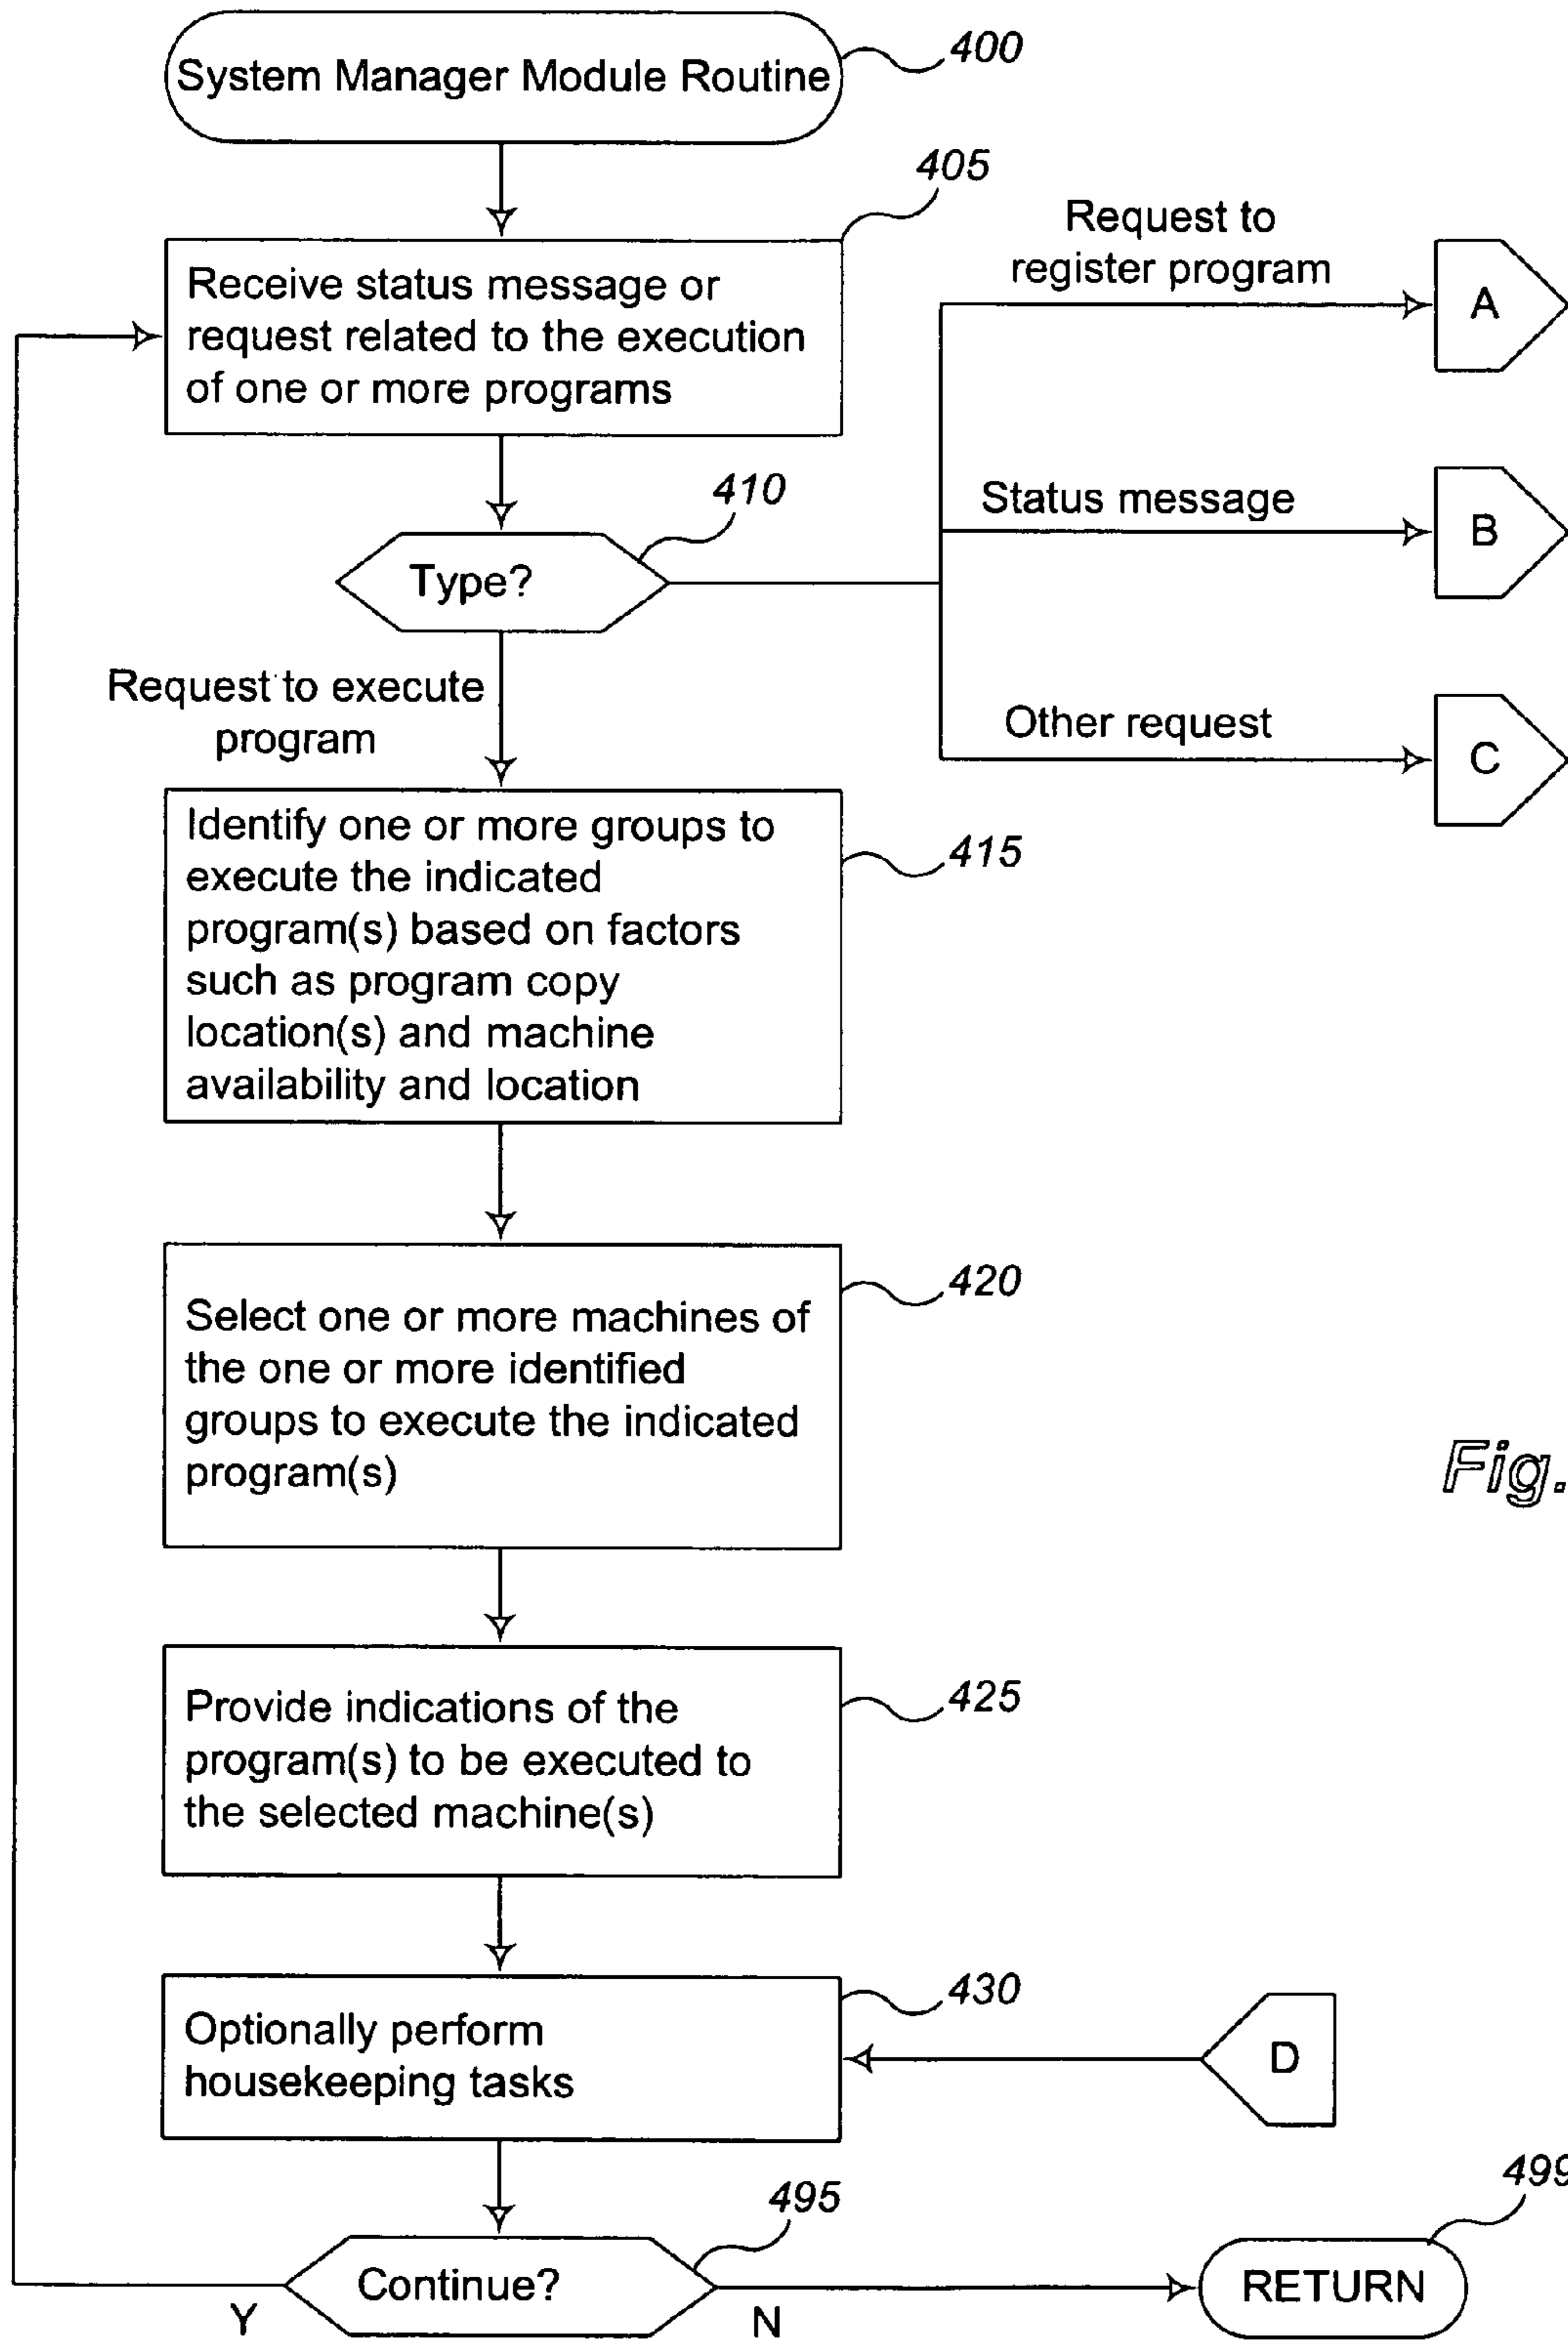 System Manager Module Routine
400
405
Receive status message or
request related to the execution
of one or more programs
Request to
register program
A
410
Type?
Status message
B
Other request
C
Request to execute
program
Identify one or more groups to
execute the indicated
program(s) based on factors
such as program copy
location(s) and machine
availability and location
415
Select one or more machines of
the one or more identified
groups to execute the indicated
program(s)
420
Fig.
Provide indications of the
program(s) to be executed to
the selected machine(s)
425
Optionally perform
housekeeping tasks
430
D
Continue?
495
Y
N
RETURN
499